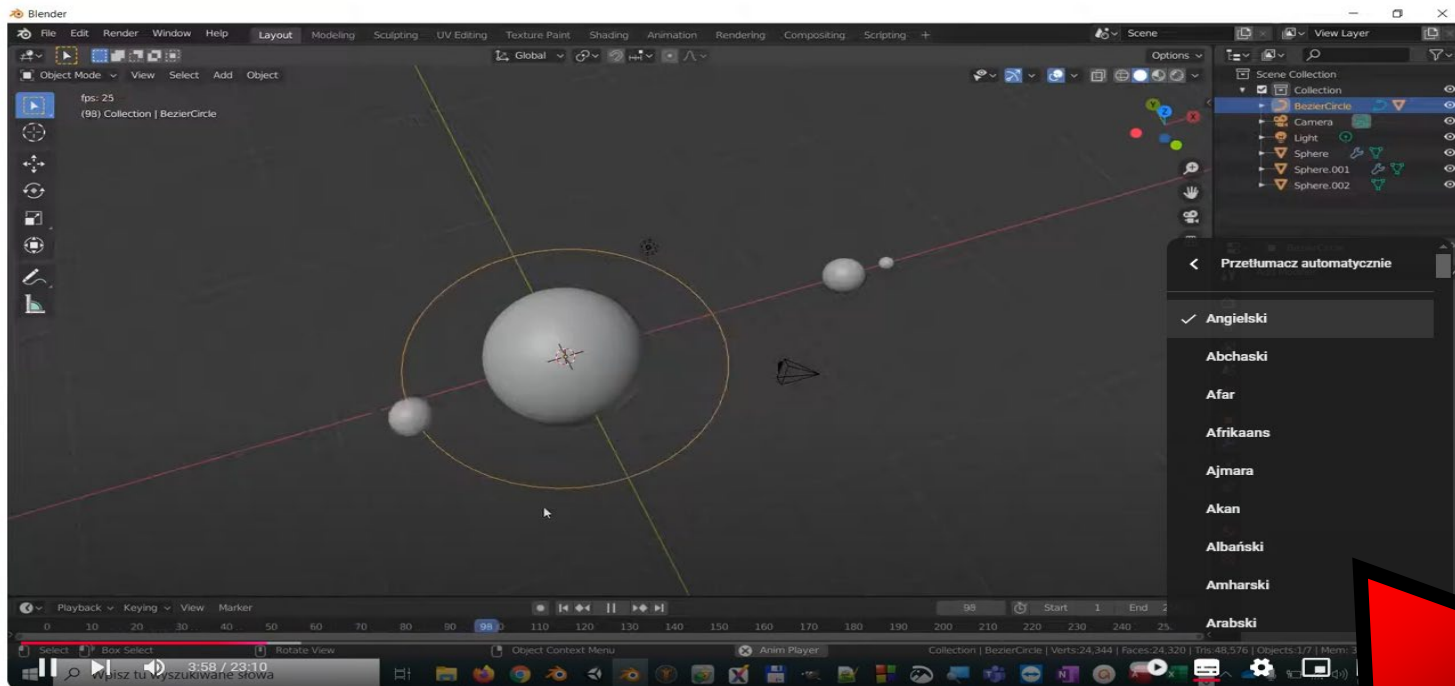 Blender
File Edit Render Window Help Layout Modeling Sculpting UV Editing Texture Paint Shading Animation Rendering Compositing Scripting + Scene View Layer
Global Options
Object Mode View Select Add Object
Scene Collection
Collection
BezierCircle
Camera
Light
Sphere
Sphere.001
Sphere.002
fps: 25
(98) Collection | BezierCircle
Y
Z
X
Przetłumacz automatycznie
Angielski
Abchaski
Afar
Afrikaans
Ajmara
Akan
Albański
Amharski
Arabski
Playback Keying View Marker 98 Start 1 End
0 10 20 30 40 50 60 70 80 90 98 110 120 130 140 150 160 170 180 190 200 210 220 230 240
Select Box Select Rotate View Object Context Menu Anim Player Collection | BezierCircle | Verts:24,344 | Faces:24,320 | Tris:48,576 | Objects:1/7 | Mem:
3:58 / 23:10
Wpisz tu wyszukiwane słowa